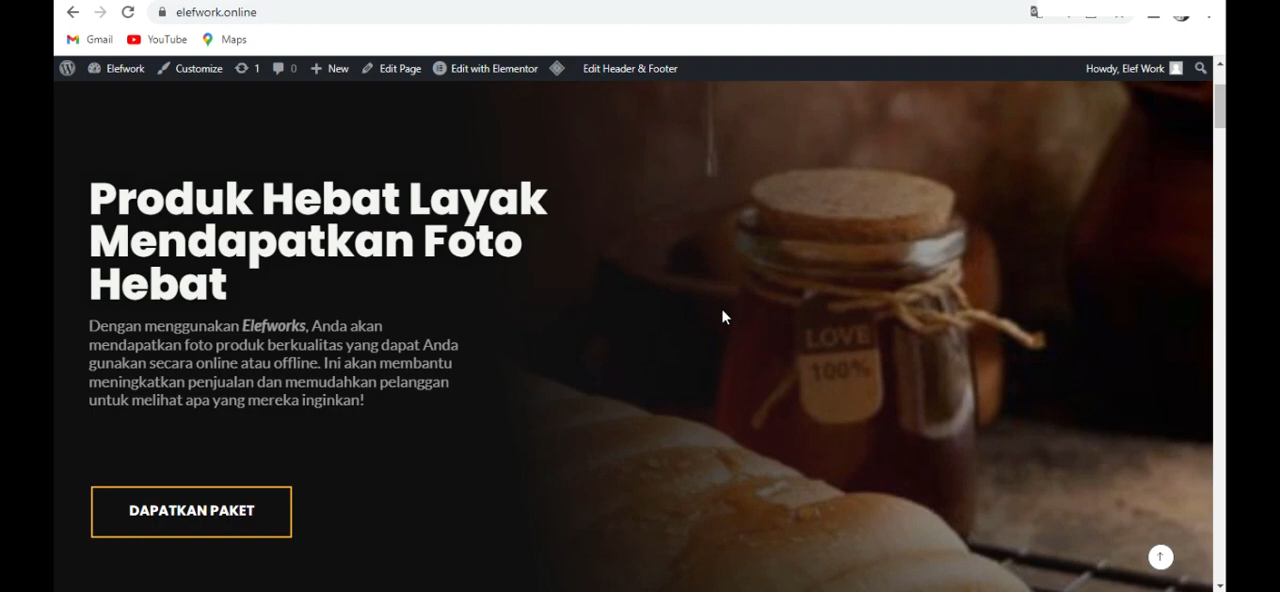 elefwork.online
Gmail YouTube Maps
Elefwork Customize 1 0 New Edit Page Edit with Elementor Edit Header & Footer Howdy, Elef Work
Produk Hebat Layak
Mendapatkan Foto
Hebat
Dengan menggunakan Elefworks, Anda akan
mendapatkan foto produk berkualitas yang dapat Anda
gunakan secara online atau offline. Ini akan membantu
meningkatkan penjualan dan memudahkan pelanggan
untuk melihat apa yang mereka inginkan!
LOVE
100%
DAPATKAN PAKET